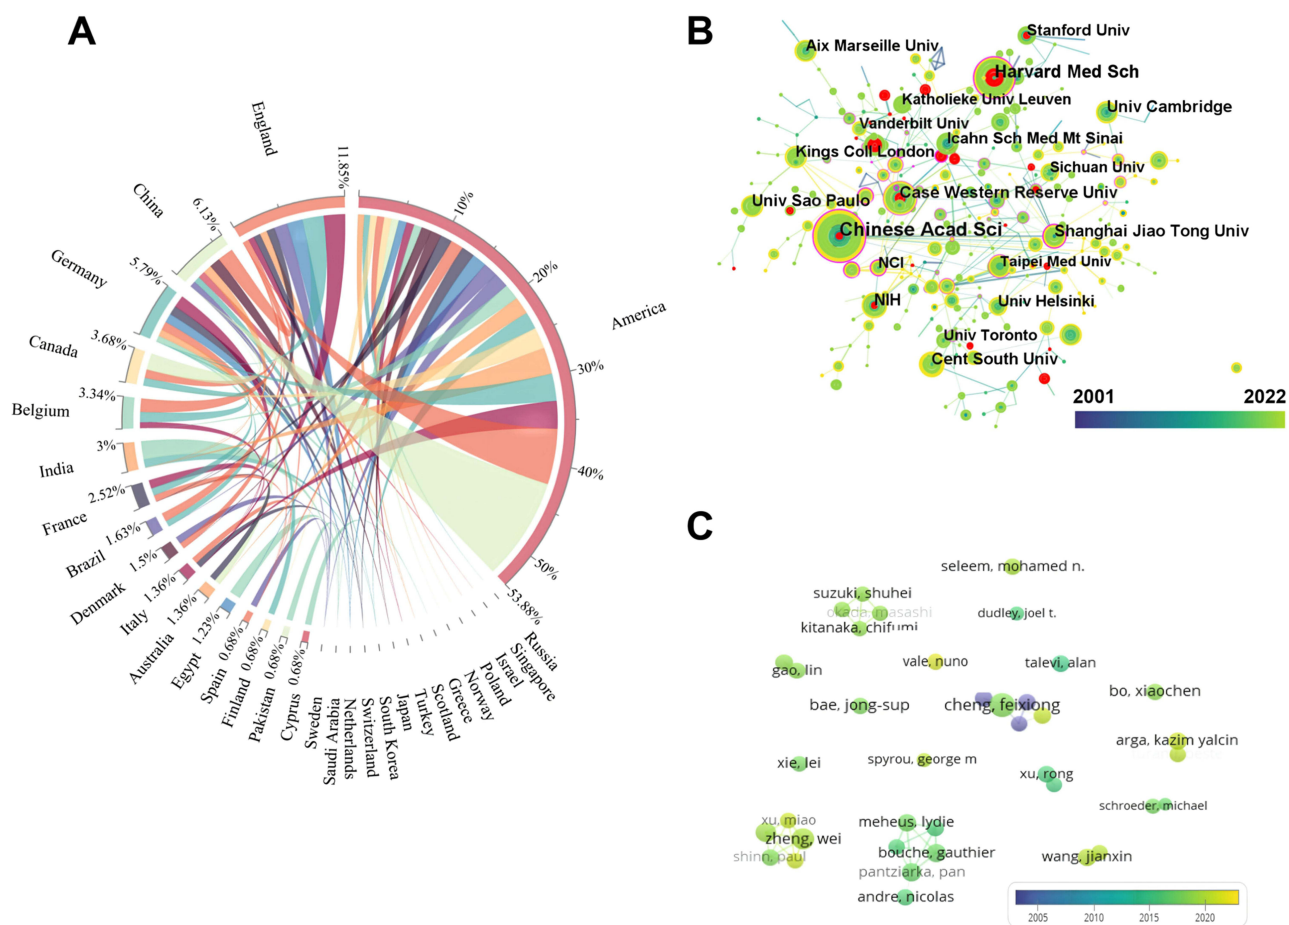 A
England
11.85%
China
6.13%
Germany
5.79%
Canada
3.68%
Belgium
3.34%
India
3%
France
2.52%
Brazil
1.63%
Denmark
1.5%
Italy
1.36%
Australia
1.36%
Egypt
1.23%
Spain
0.68%
Finland
0.68%
Pakistan
0.68%
Cyprus
0.68%
Sweden
Saudi Arabia
Netherlands
Switzerland
South Korea
Japan
Turkey
Scotland
Greece
Norway
Poland
Israel
Singapore
Russia
America
10%
20%
30%
40%
50%
53.88%
B
Stanford Univ
Aix Marseille Univ
Harvard Med Sch
Katholieke Univ Leuven
Univ Cambridge
Vanderbilt Univ
Icahn Sch Med Mt Sinai
Kings Coll London
Sichuan Univ
Case Western Reserve Univ
Univ Sao Paulo
Chinese Acad Sci
Shanghai Jiao Tong Univ
NCI
Taipei Med Univ
NIH
Univ Helsinki
Univ Toronto
Cent South Univ
2001
2022
C
seleem, mohamed n.
suzuki, shuhei
okada, masashi
dudley, joel t.
kitanaka, chifumi
gao, lin
vale, nuno
talevi, alan
bo, xiaochen
bae, jong-sup
cheng, feixiong
arga, kazim yalcin
xie, lei
spyrou, george m
xu, rong
schroeder, michael
xu, miao
meheus, lydie
zheng, wei
bouche, gauthier
shinn, paul
wang, jianxin
pantziarka, pan
andre, nicolas
2005
2010
2015
2020